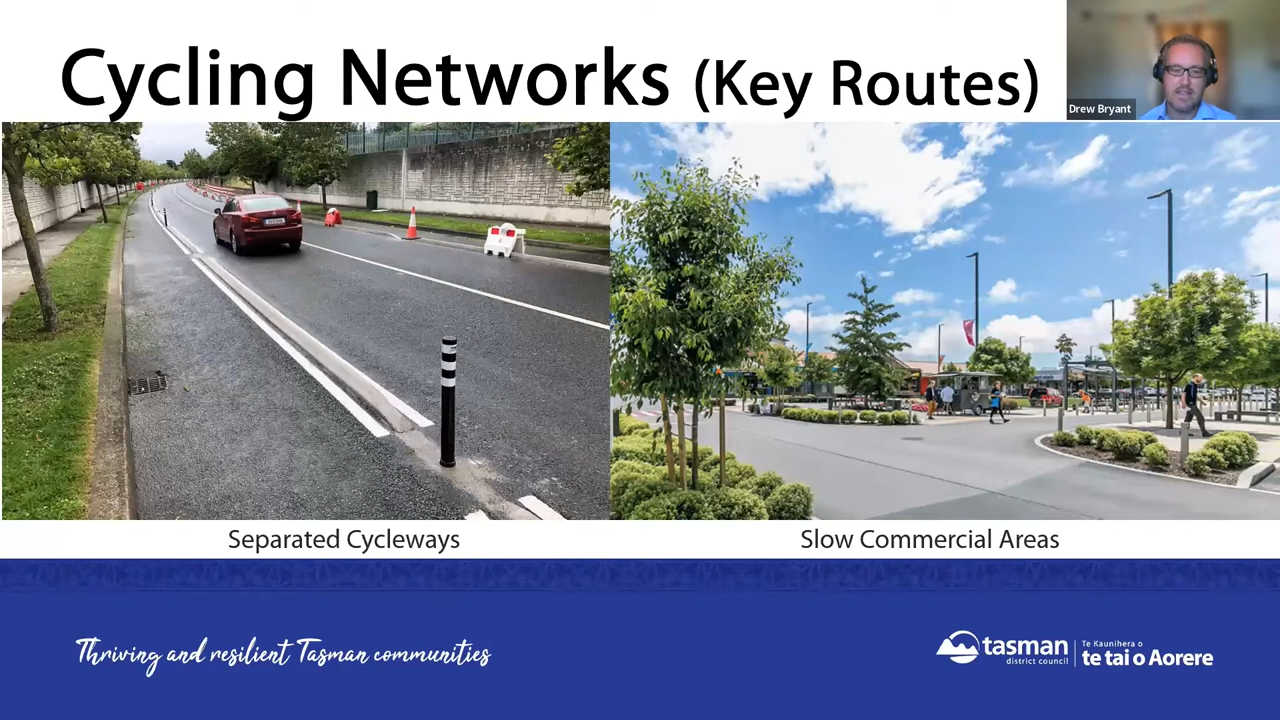 Cycling Networks (Key Routes)
Drew Bryant
Separated Cycleways
Slow Commercial Areas
Thriving and resilient Tasman communities
tasman
district council
Te Kaunihera o
te tai o Aorere